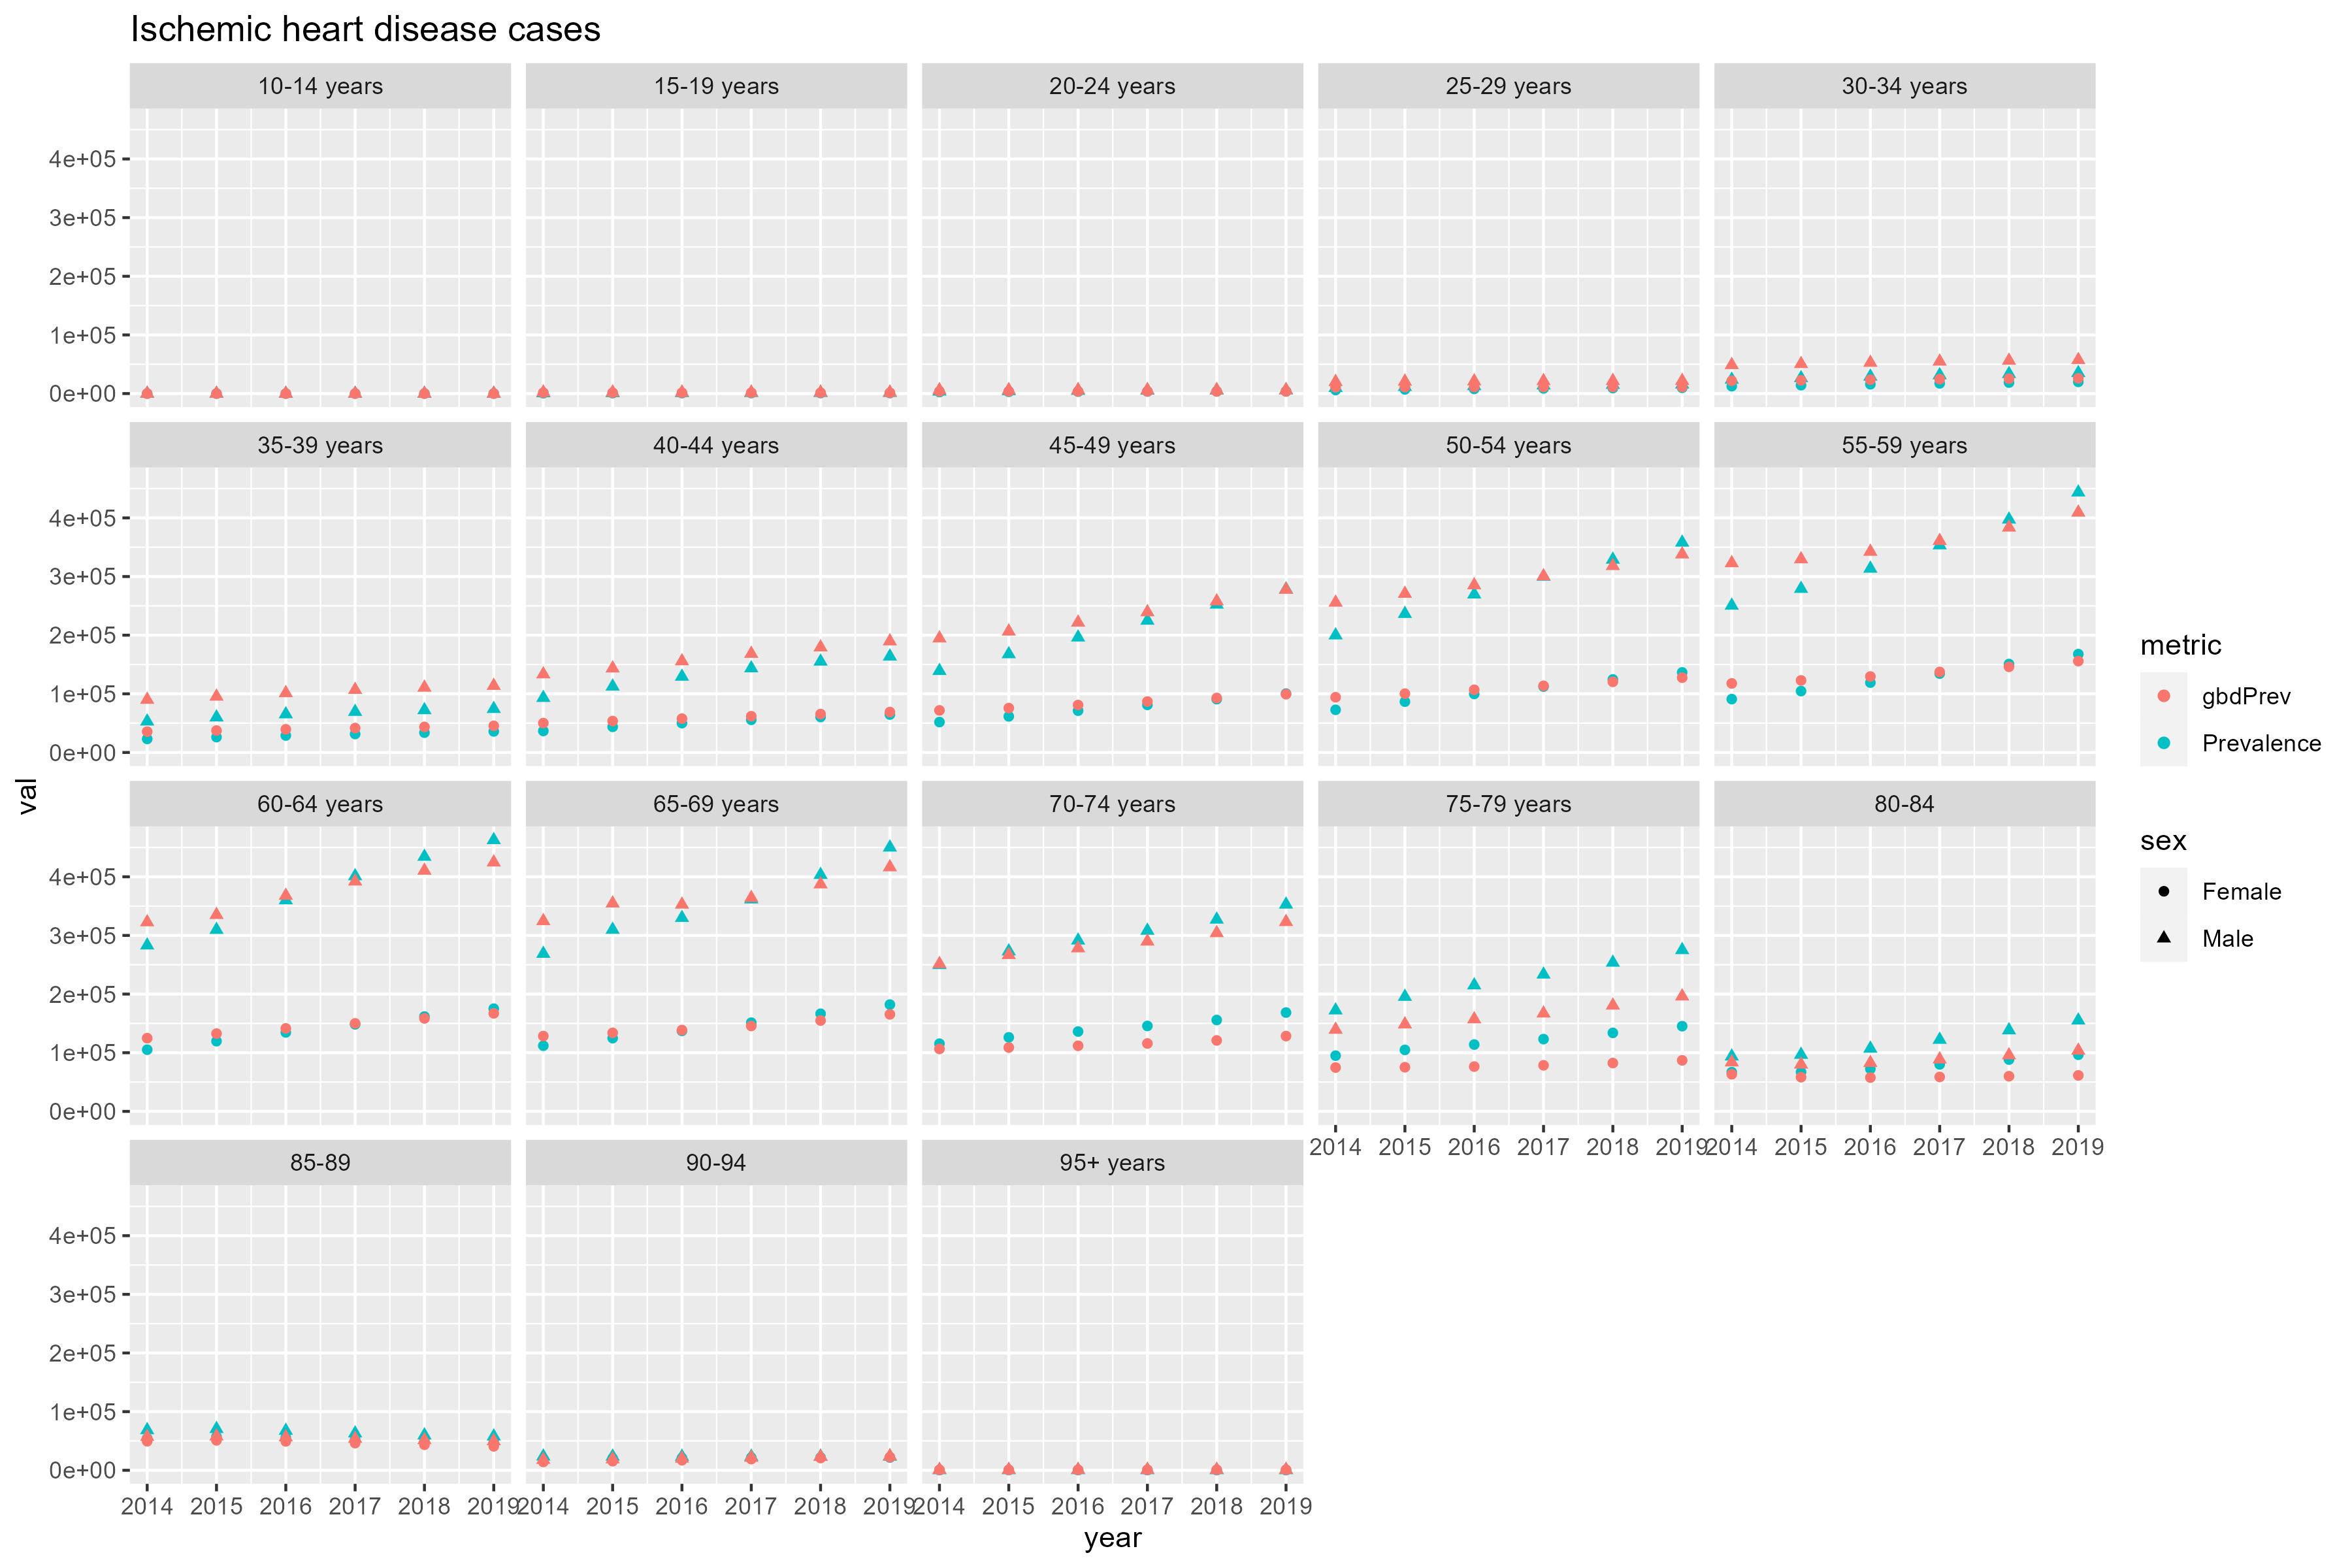 Ischemic heart disease cases
10-14 years 15-19 years 20-24 years 25-29 years 30-34 years
4e+05
3e+05
2e+05
1e+05
0e+00
35-39 years 40-44 years 45-49 years 50-54 years 55-59 years
4e+05
3e+05
2e+05
1e+05
0e+00
60-64 years 65-69 years 70-74 years 75-79 years 80-84
4e+05
3e+05
2e+05
1e+05
0e+00
2014 2015 2016 2017 2018 2019 2014 2015 2016 2017 2018 2019
85-89 90-94 95+ years
4e+05
3e+05
2e+05
1e+05
0e+00
2014 2015 2016 2017 2018 2019 2014 2015 2016 2017 2018 2019 2014 2015 2016 2017 2018 2019
year
val
metric
gbdPrev
Prevalence
sex
Female
Male